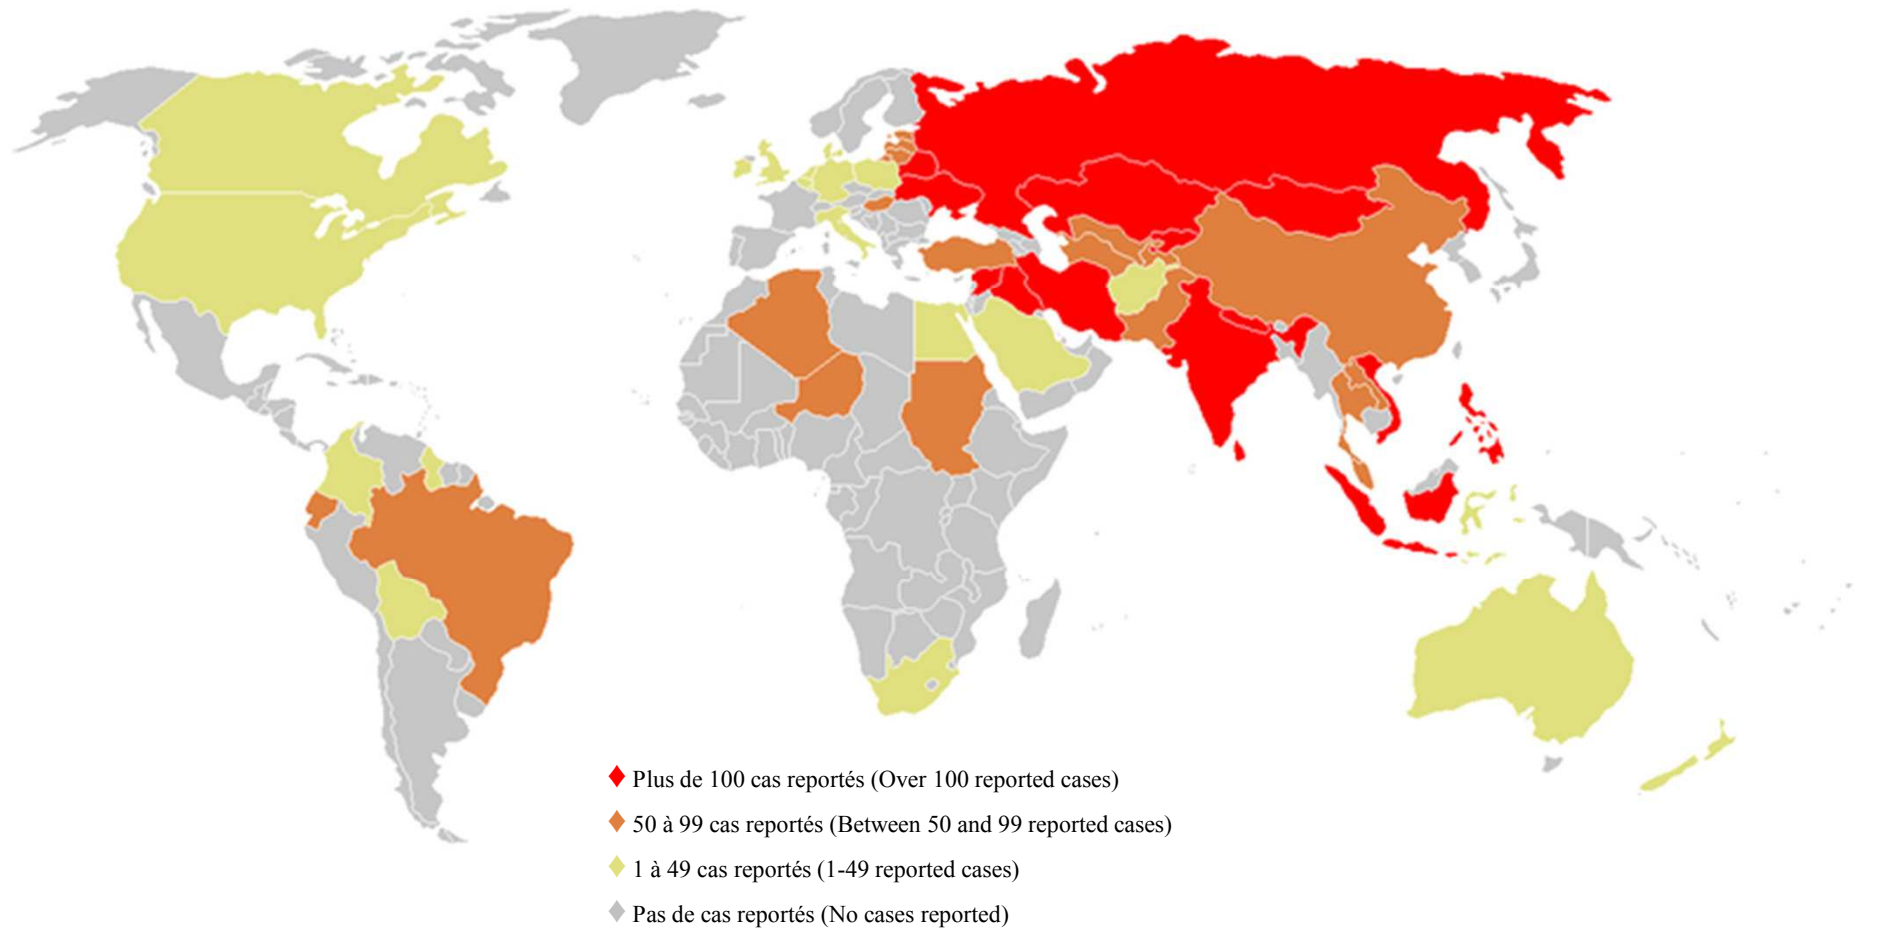 Plus de 100 cas reportés (Over 100 reported cases)
50 à 99 cas reportés (Between 50 and 99 reported cases)
1 à 49 cas reportés (1-49 reported cases)
Pas de cas reportés (No cases reported)